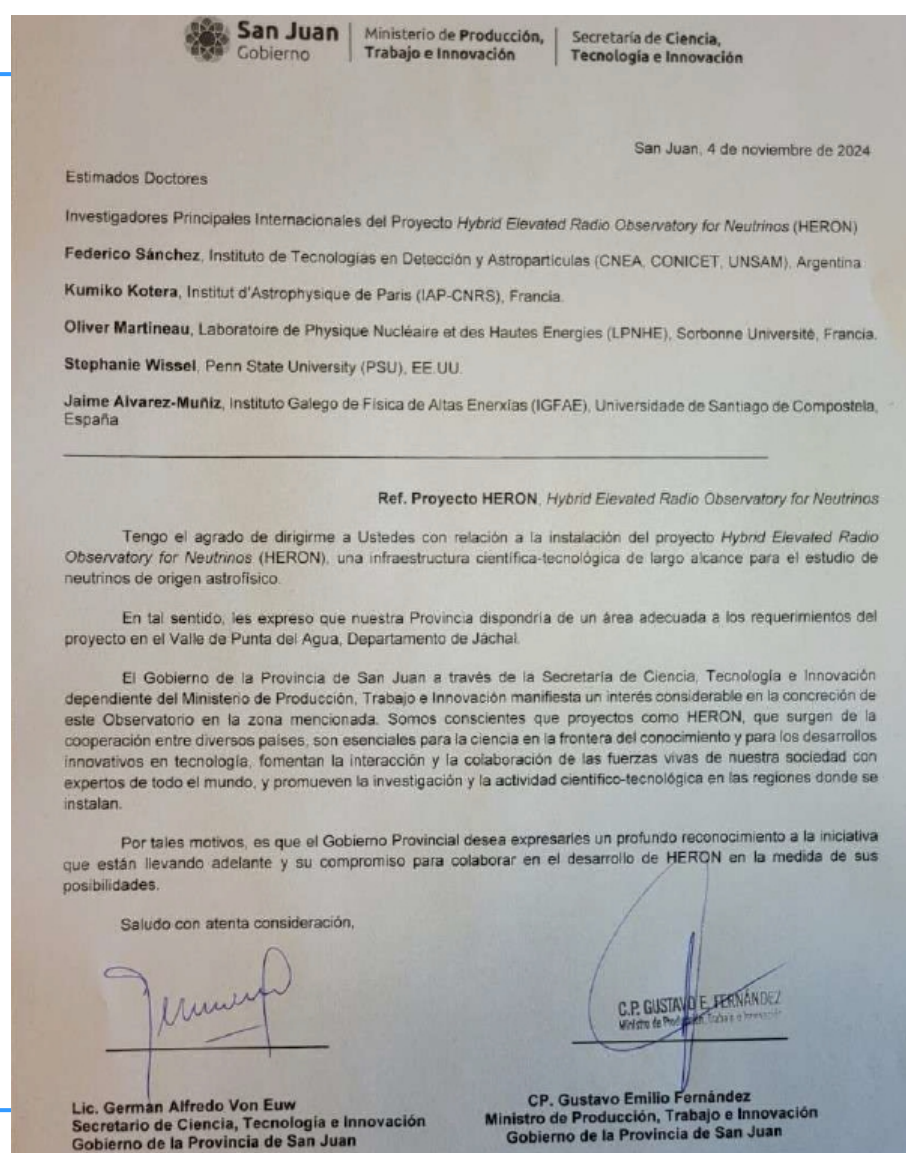 San Juan
Gobierno
Ministerio de Producción,
Trabajo e Innovación
Secretaría de Ciencia,
Tecnología e Innovación
San Juan, 4 de noviembre de 2024
Estimados Doctores
Investigadores Principales Internacionales del Proyecto Hybrid Elevated Radio Observatory for Neutrinos (HERON)
Federico Sánchez, Instituto de Tecnologías en Detección y Astropartículas (CNEA, CONICET, UNSAM), Argentina
Kumiko Kotera, Institut d'Astrophysique de Paris (IAP-CNRS), Francia.
Oliver Martineau, Laboratoire de Physique Nucléaire et des Hautes Energies (LPNHE), Sorbonne Université, Francia.
Stephanie Wissel, Penn State University (PSU), EE.UU.
Jaime Alvarez-Muñiz, Instituto Galego de Física de Altas Enerxías (IGFAE), Universidade de Santiago de Compostela,
España
Ref. Proyecto HERON, Hybrid Elevated Radio Observatory for Neutrinos
Tengo el agrado de dirigirme a Ustedes con relación a la instalación del proyecto Hybrid Elevated Radio
Observatory for Neutrinos (HERON), una infraestructura científica-tecnológica de largo alcance para el estudio de
neutrinos de origen astrofísico.
En tal sentido, les expreso que nuestra Provincia dispondría de un área adecuada a los requerimientos del
proyecto en el Valle de Punta del Agua, Departamento de Jáchal.
El Gobierno de la Provincia de San Juan a través de la Secretaría de Ciencia, Tecnología e Innovación
dependiente del Ministerio de Producción, Trabajo e Innovación manifiesta un interés considerable en la concreción de
este Observatorio en la zona mencionada. Somos conscientes que proyectos como HERON, que surgen de la
cooperación entre diversos países, son esenciales para la ciencia en la frontera del conocimiento y para los desarrollos
innovativos en tecnología, fomentan la interacción y la colaboración de las fuerzas vivas de nuestra sociedad con
expertos de todo el mundo, y promueven la investigación y la actividad científico-tecnológica en las regiones donde se
instalan.
Por tales motivos, es que el Gobierno Provincial desea expresarles un profundo reconocimiento a la iniciativa
que están llevando adelante y su compromiso para colaborar en el desarrollo de HERON en la medida de sus
posibilidades.
Saludo con atenta consideración,
C.P. GUSTAVO E. FERNÁNDEZ
Ministro de Producción, Trabajo e Innovación
Lic. Germán Alfredo Von Euw
Secretario de Ciencia, Tecnología e Innovación
Gobierno de la Provincia de San Juan
CP. Gustavo Emilio Fernández
Ministro de Producción, Trabajo e Innovación
Gobierno de la Provincia de San Juan